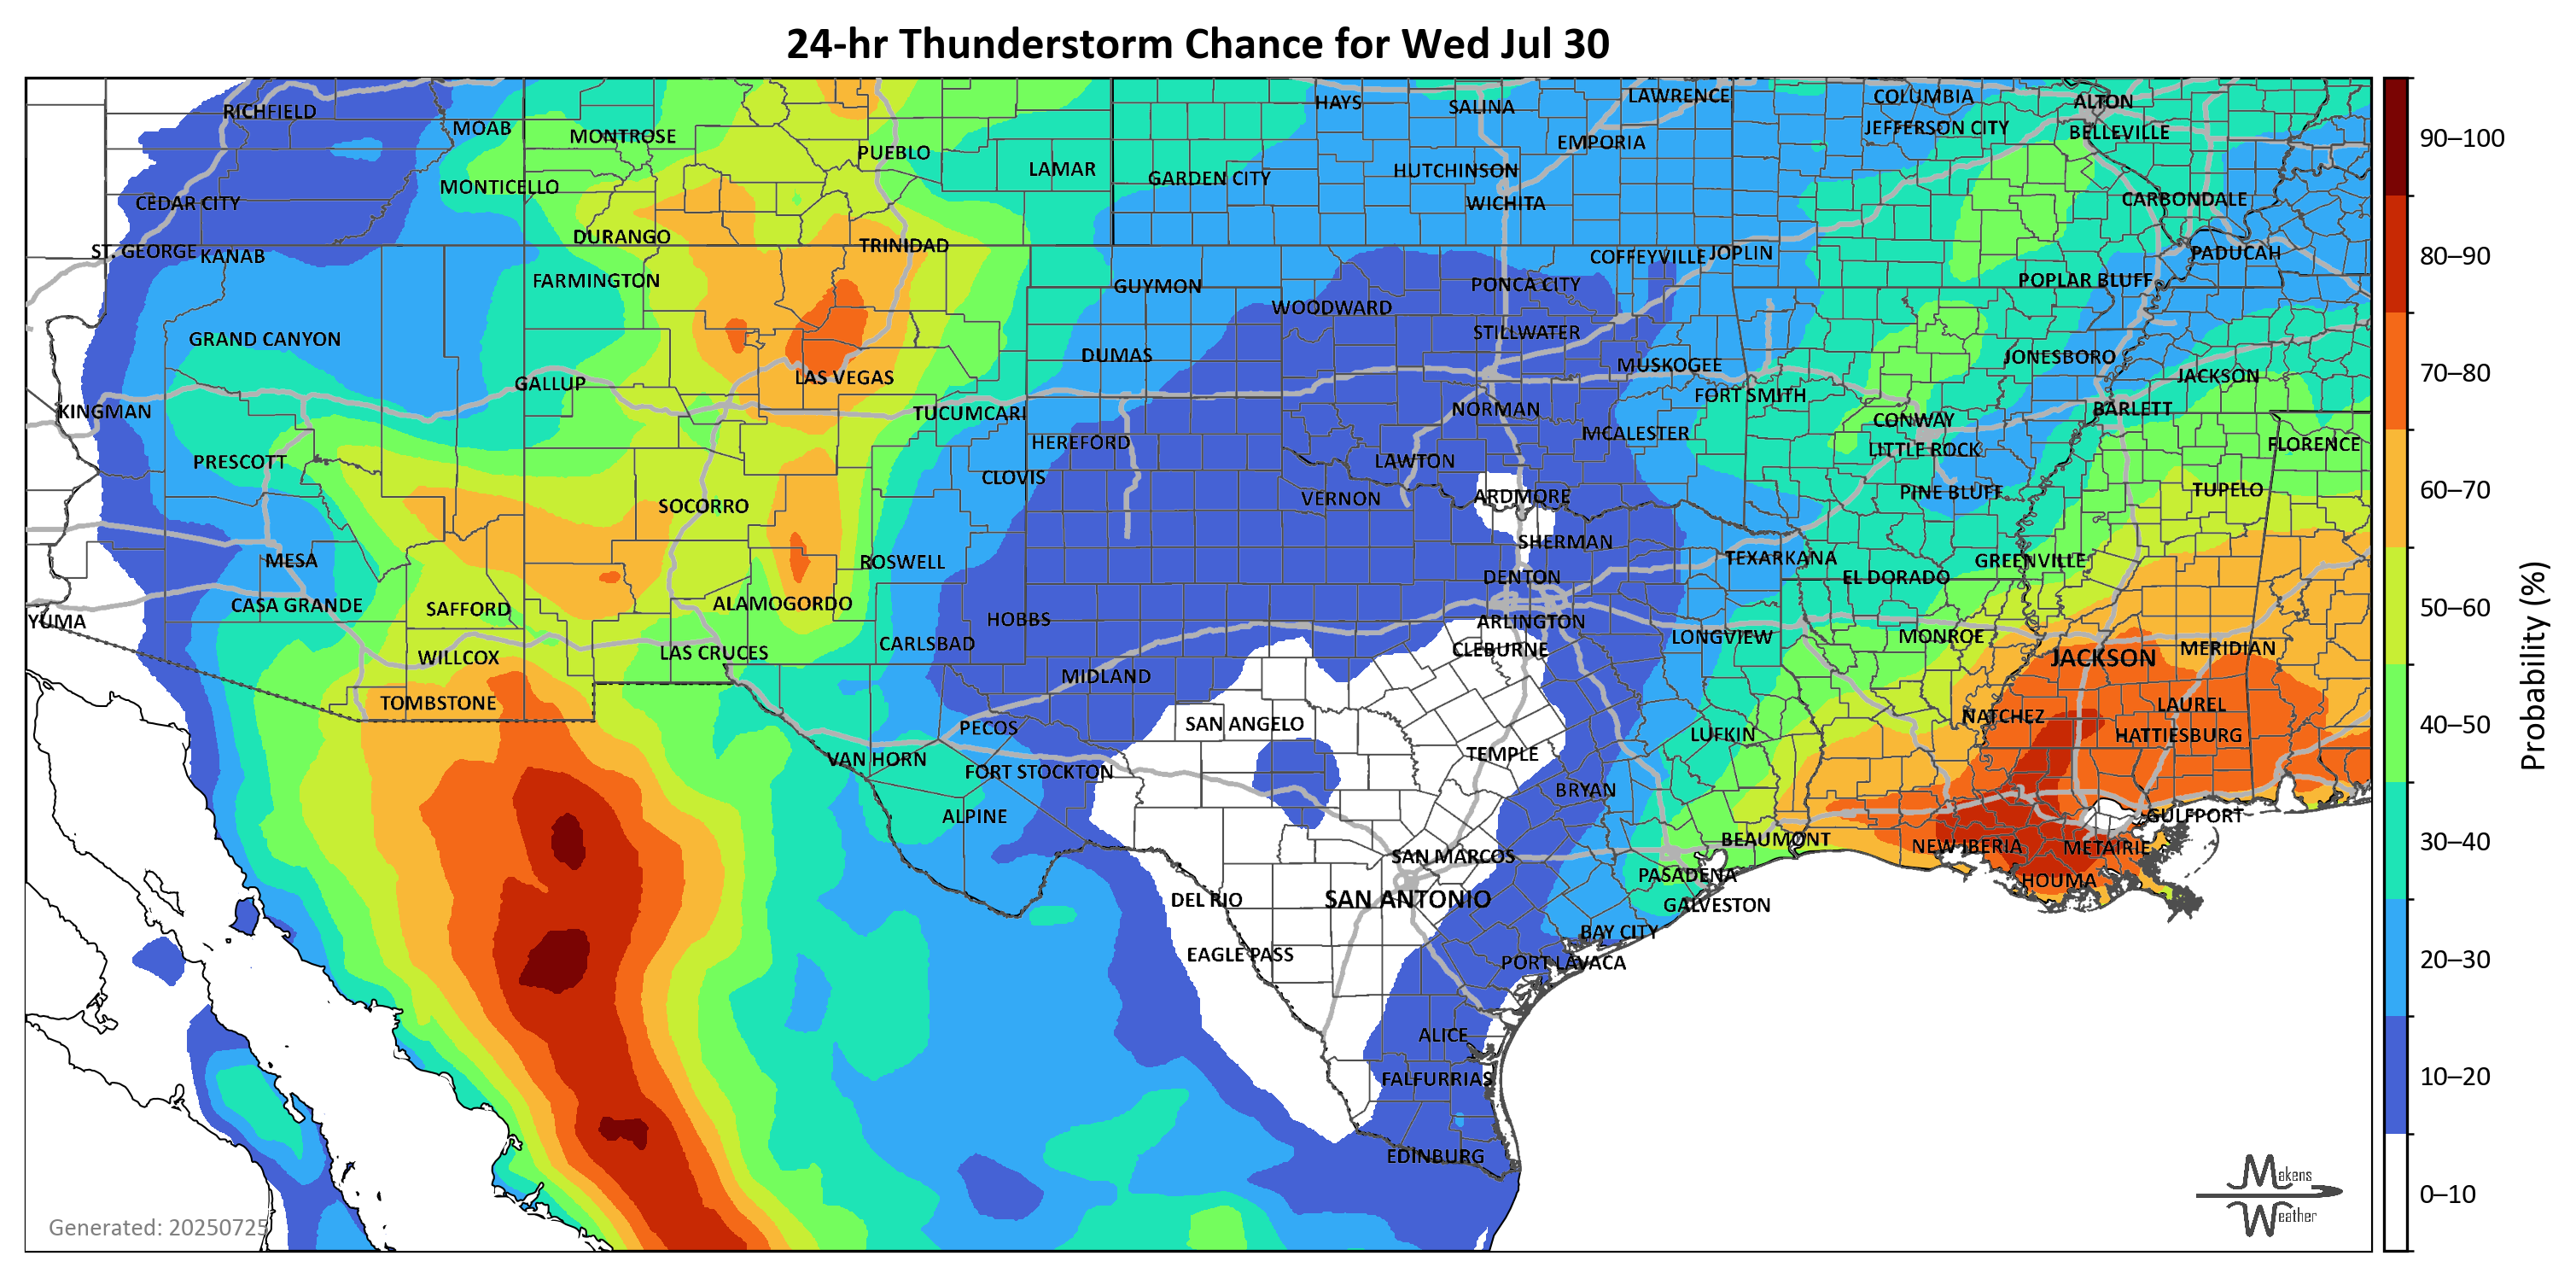 24-hr Thunderstorm Chance for Wed Jul 30
RICHFIELD
MOAB
MONTROSE
PUEBLO
LAMAR
GARDEN CITY
HAYS
SALINA
LAWRENCE
COLUMBIA
ALTON
EMPORIA
JEFFERSON CITY
BELLEVILLE
HUTCHINSON
MONTICELLO
CEDAR CITY
WICHITA
CARBONDALE
DURANGO
TRINIDAD
ST. GEORGE
KANAB
COFFEYVILLE
JOPLIN
PADUCAH
FARMINGTON
GUYMON
PONCA CITY
POPLAR BLUFF
WOODWARD
STILLWATER
GRAND CANYON
DUMAS
JONESBORO
MUSKOGEE
LAS VEGAS
GALLUP
JACKSON
FORT SMITH
KINGMAN
TUCUMCARI
NORMAN
BARLETT
CONWAY
HEREFORD
MCALESTER
LITTLE ROCK
FLORENCE
PRESCOTT
CLOVIS
LAWTON
VERNON
ARDMORE
PINE BLUFF
TUPELO
SOCORRO
MESA
ROSWELL
SHERMAN
TEXARKANA
GREENVILLE
DENTON
EL DORADO
CASA GRANDE
SAFFORD
ALAMOGORDO
YUMA
HOBBS
ARLINGTON
LONGVIEW
MONROE
WILLCOX
LAS CRUCES
CARLSBAD
CLEBURNE
JACKSON
MERIDIAN
MIDLAND
TOMBSTONE
PECOS
SAN ANGELO
LUFKIN
NATCHEZ
LAUREL
HATTIESBURG
VAN HORN
FORT STOCKTON
TEMPLE
BRYAN
ALPINE
GULFPORT
BEAUMONT
NEW IBERIA
METAIRIE
SAN MARCOS
PASADENA
HOUMA
DEL RIO
SAN ANTONIO
GALVESTON
BAY CITY
EAGLE PASS
PORT LAVACA
ALICE
FALFURRIAS
EDINBURG
Generated: 20250725
Makens
Weather
90–100
80–90
70–80
60–70
50–60
40–50
30–40
20–30
10–20
0–10
Probability (%)